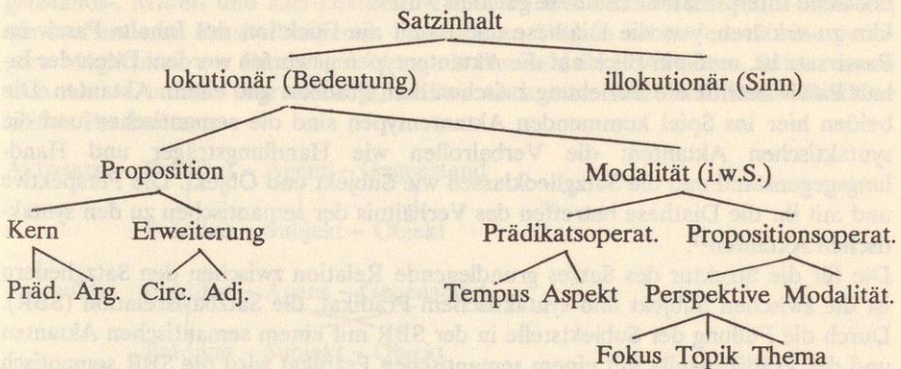 Satzinhalt
lokutionär (Bedeutung) illokutionär (Sinn)
Proposition Modalität (i.w.S.)
Kern Erweiterung Prädikatsoperat. Propositionsoperat.
Präd. Arg. Circ. Adj. Tempus Aspekt Perspektive Modalität.
Fokus Topik Thema